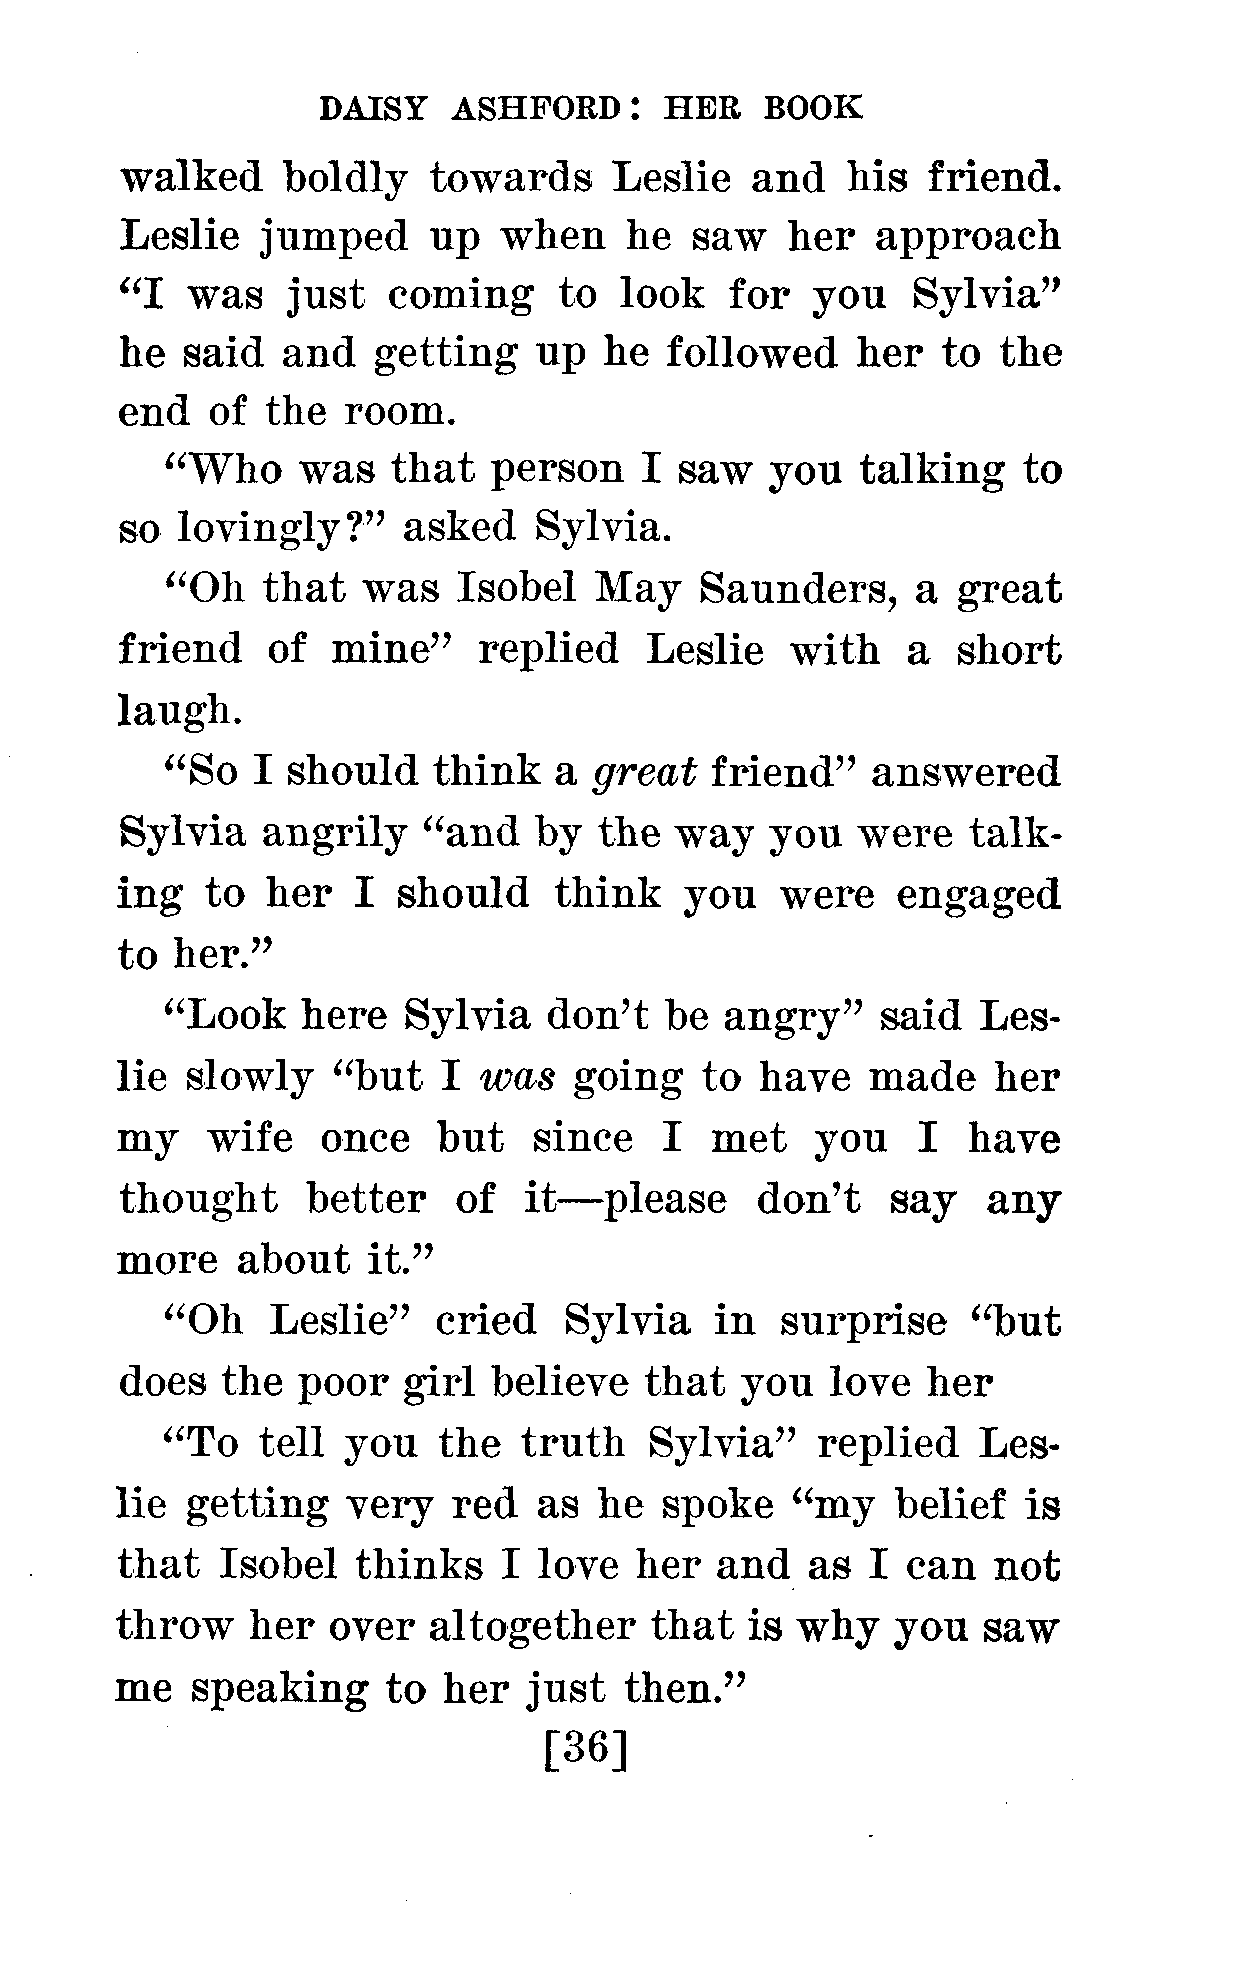 DAISY ASHFORD: HER BOOK
walked boldly towards Leslie and his friend.
Leslie jumped up when he saw her approach
“I was just coming to look for you Sylvia”
he said and getting up he followed her to the
end of the room.
“Who was that person I saw you talking to
so lovingly?” asked Sylvia.
“Oh that was Isobel May Saunders, a great
friend of mine” replied Leslie with a short
laugh.
“So I should think a great friend” answered
Sylvia angrily “and by the way you were talk-
ing to her I should think you were engaged
to her.”
“Look here Sylvia don’t be angry” said Les-
lie slowly “but I was going to have made her
my wife once but since I met you I have
thought better of it—please don’t say any
more about it.”
“Oh Leslie” cried Sylvia in surprise “but
does the poor girl believe that you love her
“To tell you the truth Sylvia” replied Les-
lie getting very red as he spoke “my belief is
that Isobel thinks I love her and as I can not
throw her over altogether that is why you saw
me speaking to her just then.”
[36]